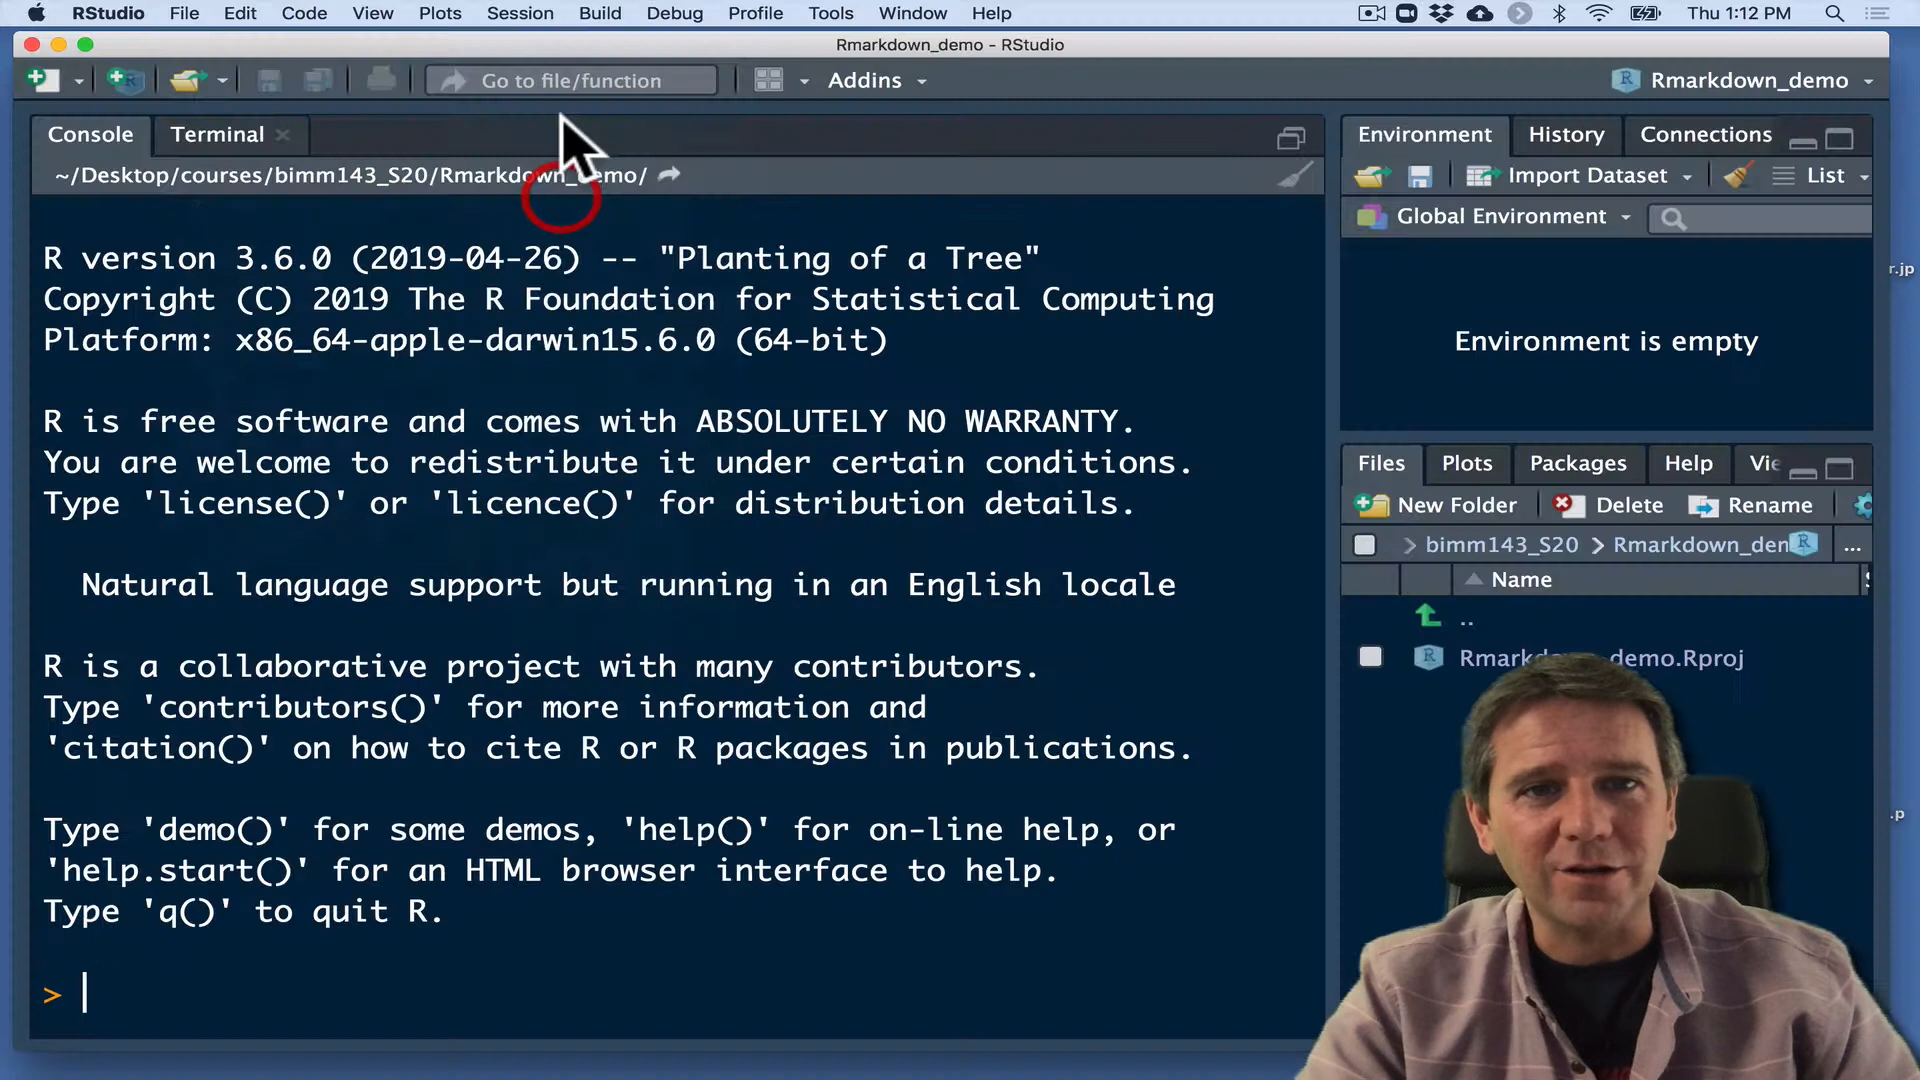 RStudio File Edit Code View Plots Session Build Debug Profile Tools Window Help Thu 1:12 PM
Rmarkdown_demo - RStudio
Go to file/function Addins Rmarkdown_demo
Console Terminal
~/Desktop/courses/bimm143_S20/Rmarkdown_demo/
R version 3.6.0 (2019-04-26) -- "Planting of a Tree"
Copyright (C) 2019 The R Foundation for Statistical Computing
Platform: x86_64-apple-darwin15.6.0 (64-bit)
R is free software and comes with ABSOLUTELY NO WARRANTY.
You are welcome to redistribute it under certain conditions.
Type 'license()' or 'licence()' for distribution details.
Natural language support but running in an English locale
R is a collaborative project with many contributors.
Type 'contributors()' for more information and
'citation()' on how to cite R or R packages in publications.
Type 'demo()' for some demos, 'help()' for on-line help, or
'help.start()' for an HTML browser interface to help.
Type 'q()' to quit R.
>
Environment History Connections
Import Dataset List
Global Environment
Environment is empty
Files Plots Packages Help Vie
New Folder Delete Rename
> bimm143_S20 > Rmarkdown_den ...
Name
..
Rmarkdown_demo.Rproj
r.jp
.p